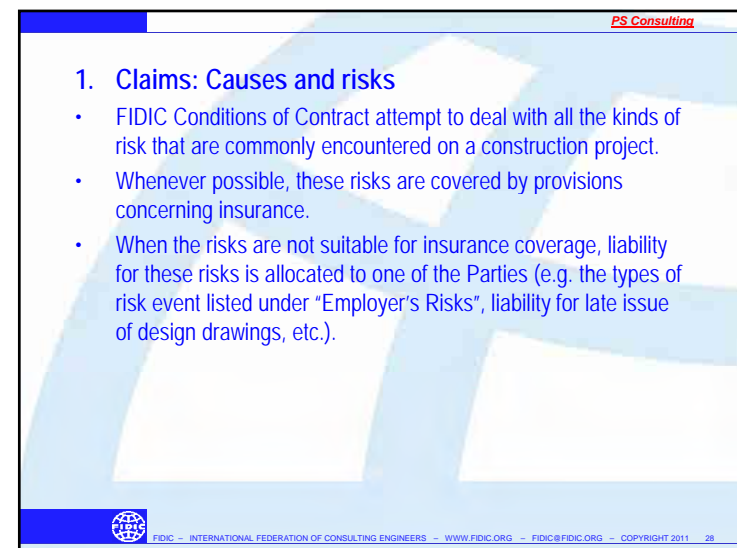 PS Consulting
1. Claims: Causes and risks
• FIDIC Conditions of Contract attempt to deal with all the kinds of
risk that are commonly encountered on a construction project.
• Whenever possible, these risks are covered by provisions
concerning insurance.
• When the risks are not suitable for insurance coverage, liability
for these risks is allocated to one of the Parties (e.g. the types of
risk event listed under “Employer’s Risks”, liability for late issue
of design drawings, etc.).
FIDIC
FIDIC – INTERNATIONAL FEDERATION OF CONSULTING ENGINEERS – WWW.FIDIC.ORG – FIDIC@FIDIC.ORG – COPYRIGHT 2011 28